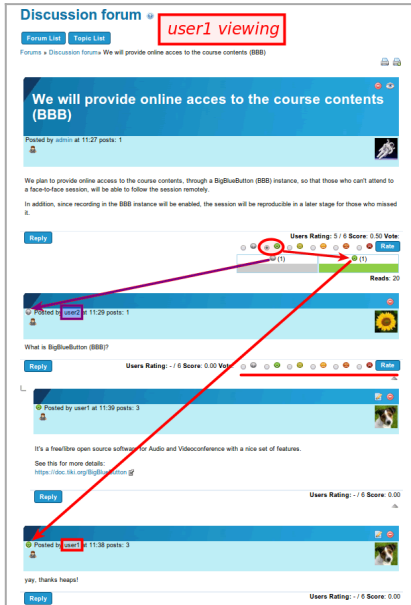 Discussion forum
user1 viewing
Forum List Topic List
Forums » Discussion forum» We will provide online acces to the course contents (BBB)
We will provide online acces to the course contents
(BBB)
Posted by admin at 11:27 posts: 1
We plan to provide online access to the course contents, through a BigBlueButton (BBB) instance, so that those who can't attend to
a face-to-face session, will be able to follow the session remotely.
In addition, since recording in the BBB instance will be enabled, the session will be reproducible in a later stage for those who missed
it.
Reply
Users Rating: 5 / 6 Score: 0.50 Vote:
Rate
(1) (1)
Reads: 20
Posted by user2 at 11:29 posts: 1
What is BigBlueButton (BBB)?
Reply Users Rating: - / 6 Score: 0.00 Vote: Rate
Posted by user1 at 11:39 posts: 3
It's a free/libre open source software for Audio and Videoconference with a nice set of features.
See this for more details:
https://doc.tiki.org/BigBlueButton
Reply Users Rating: - / 6 Score: 0.00
Posted by user1 at 11:38 posts: 3
yay, thanks heaps!
Reply Users Rating: - / 6 Score: 0.00